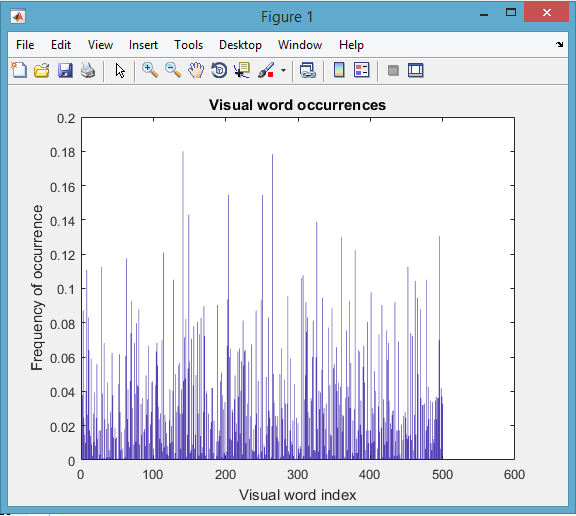 Figure 1
File Edit View Insert Tools Desktop Window Help
Visual word occurrences
0.2
0.18
0.16
0.14
0.12
0.1
0.08
0.06
0.04
0.02
0
Frequency of occurrence
0 100 200 300 400 500 600
Visual word index